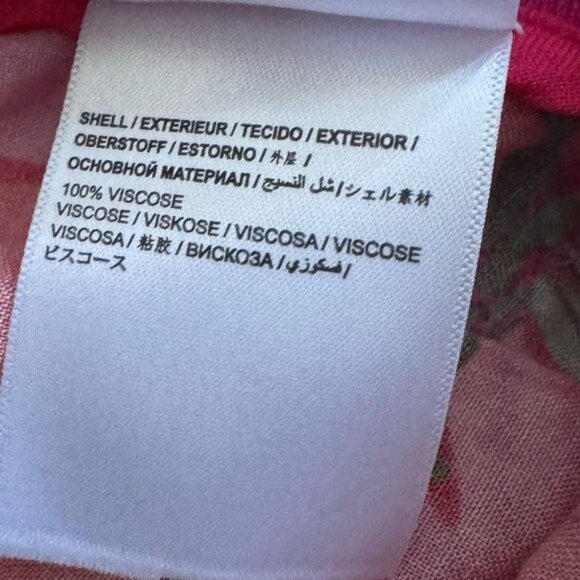 SHELL / EXTERIEUR / TECIDO / EXTERIOR /
OBERSTOFF / ESTORNO / 外层 /
ОСНОВНОЙ МАТЕРИАЛ / شل النسيج / シェル素材
100% VISCOSE
VISCOSE / VISKOSE / VISCOSA / VISCOSE
VISCOSA / 粘胶 / ВИСКОЗА / فسكوزي /
ビスコース